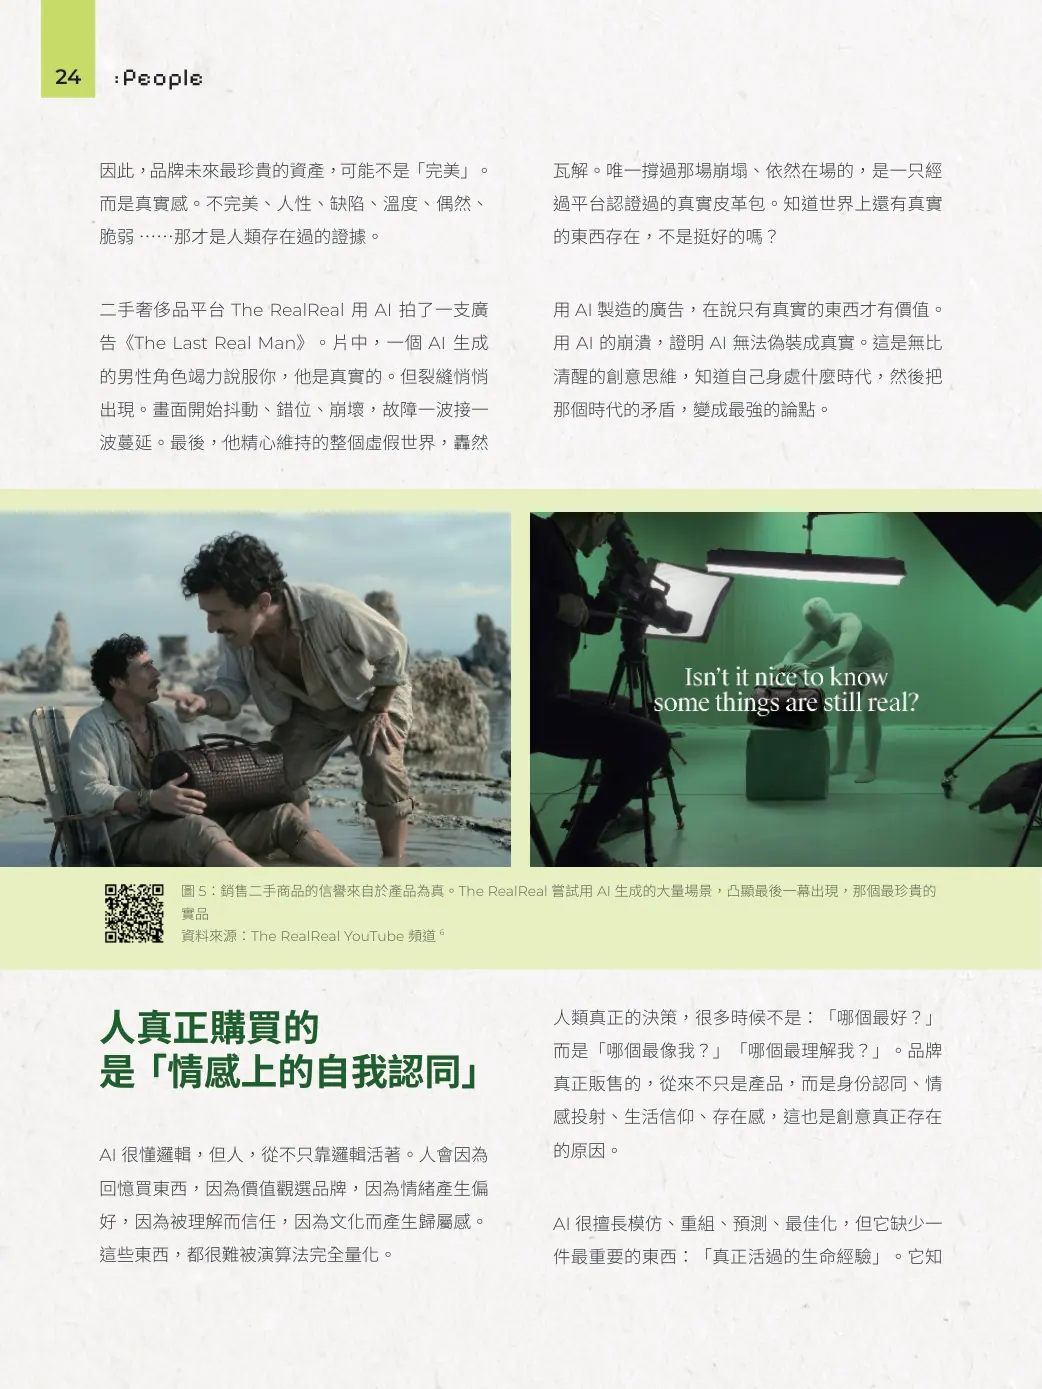 24
:People
因此，品牌未來最珍貴的資產，可能不是「完美」。
而是真實感。不完美、人性、缺陷、溫度、偶然、
脆弱 ……那才是人類存在過的證據。
二手奢侈品平台 The RealReal 用 AI 拍了一支廣
告《The Last Real Man》。片中，一個 AI 生成
的男性角色竭力說服你，他是真實的。但裂縫悄悄
出現。畫面開始抖動、錯位、崩壞，故障一波接一
波蔓延。最後，他精心維持的整個虛假世界，轟然
瓦解。唯一撐過那場崩塌、依然在場的，是一只經
過平台認證過的真實皮革包。知道世界上還有真實
的東西存在，不是挺好的嗎？
用 AI 製造的廣告，在說只有真實的東西才有價值。
用 AI 的崩潰，證明 AI 無法偽裝成真實。這是無比
清醒的創意思維，知道自己身處什麼時代，然後把
那個時代的矛盾，變成最強的論點。
Isn't it nice to know
some things are still real?
圖 5：銷售二手商品的信譽來自於產品為真。The RealReal 嘗試用 AI 生成的大量場景，凸顯最後一幕出現，那個最珍貴的
實品
資料來源：The RealReal YouTube 頻道 6
人真正購買的
是「情感上的自我認同」
AI 很懂邏輯，但人，從不只靠邏輯活著。人會因為
回憶買東西，因為價值觀選品牌，因為情緒產生偏
好，因為被理解而信任，因為文化而產生歸屬感。
這些東西，都很難被演算法完全量化。
人類真正的決策，很多時候不是：「哪個最好？」
而是「哪個最像我？」「哪個最理解我？」。品牌
真正販售的，從來不只是產品，而是身份認同、情
感投射、生活信仰、存在感，這也是創意真正存在
的原因。
AI 很擅長模仿、重組、預測、最佳化，但它缺少一
件最重要的東西：「真正活過的生命經驗」。它知